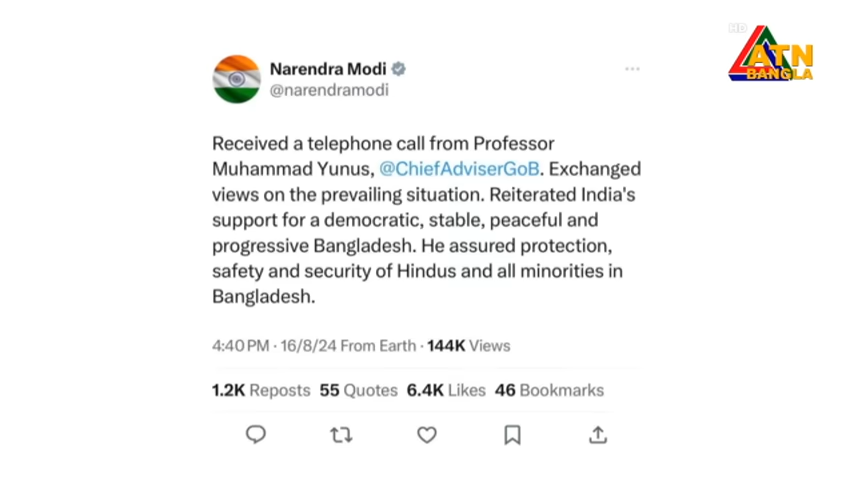 HD
ATN
BANGLA
Narendra Modi
@narendramodi
Received a telephone call from Professor
Muhammad Yunus, @ChiefAdviserGoB. Exchanged
views on the prevailing situation. Reiterated India's
support for a democratic, stable, peaceful and
progressive Bangladesh. He assured protection,
safety and security of Hindus and all minorities in
Bangladesh.
4:40 PM · 16/8/24 From Earth · 144K Views
1.2K Reposts 55 Quotes 6.4K Likes 46 Bookmarks